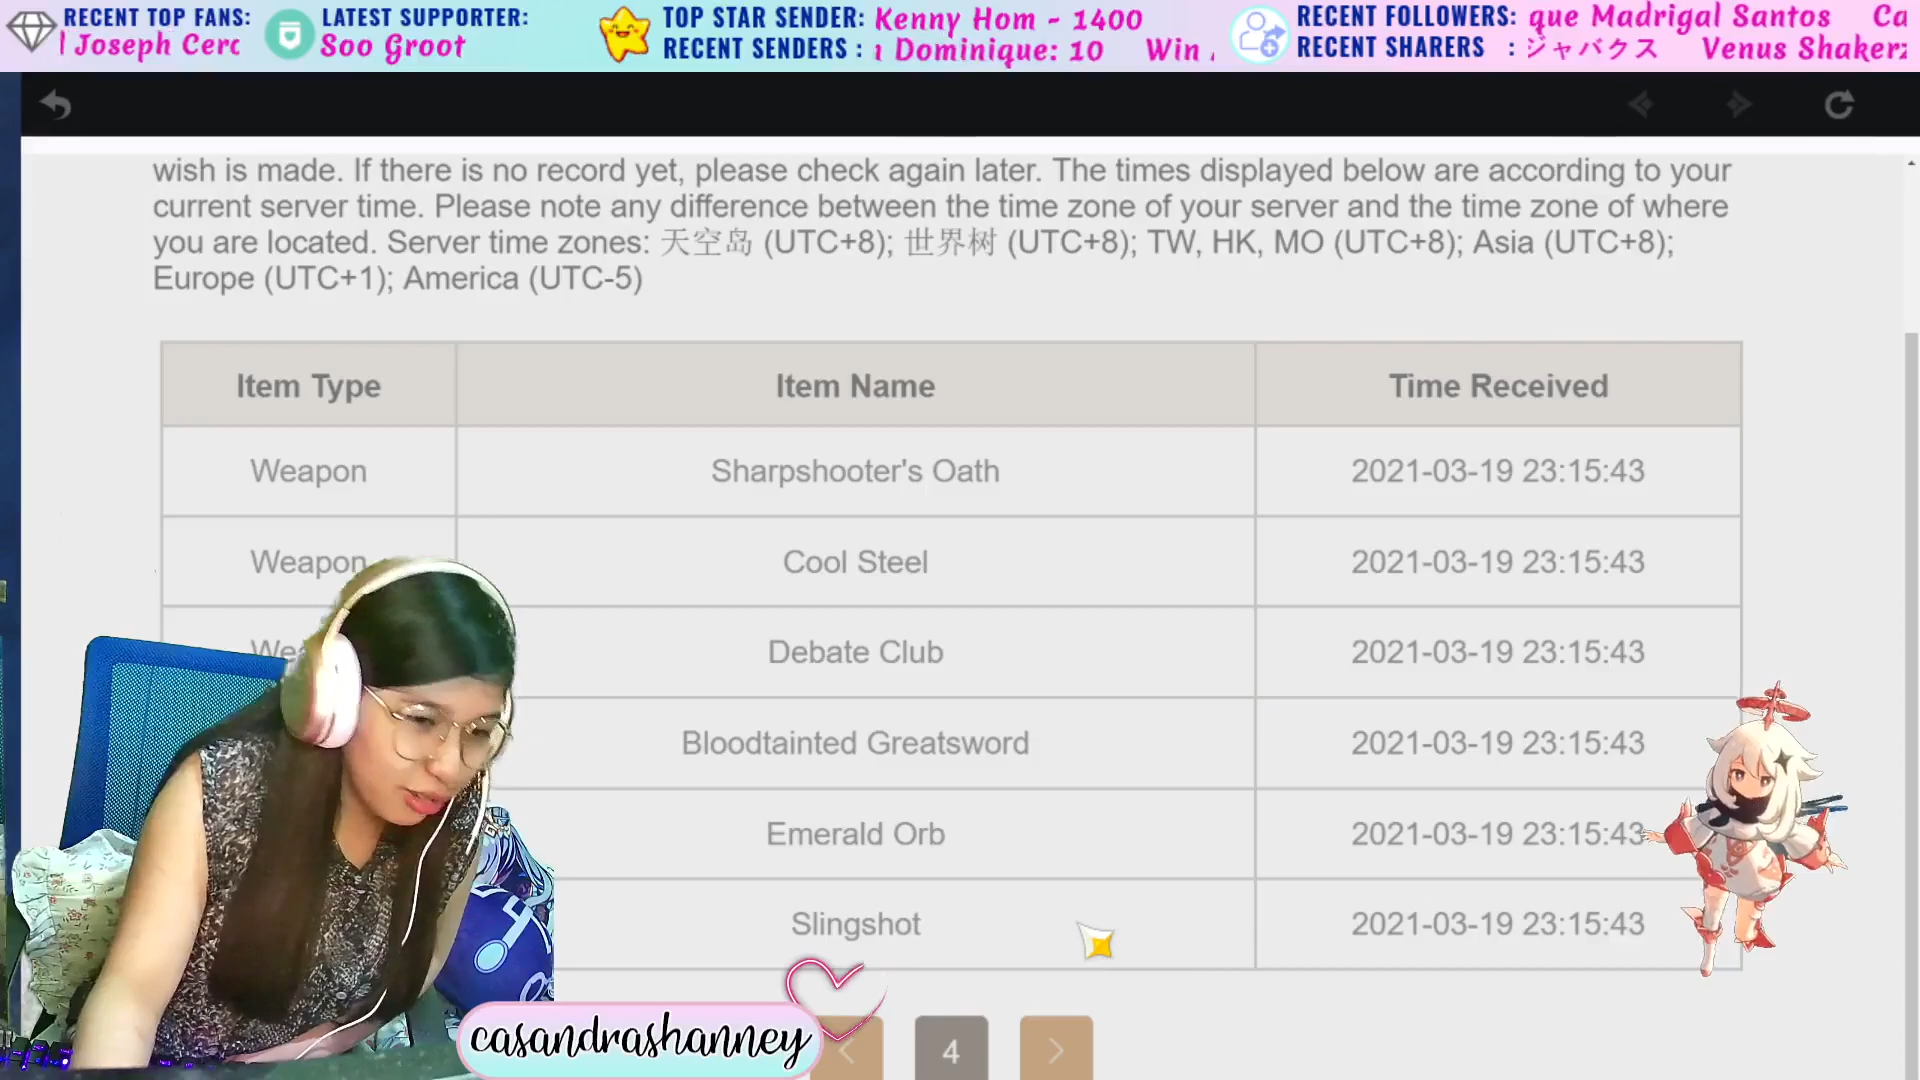 RECENT TOP FANS:
Joseph Cerc
LATEST SUPPORTER:
Soo Groot
TOP STAR SENDER: Kenny Hom - 1400
RECENT SENDERS : Dominique: 10 Win
RECENT FOLLOWERS: que Madrigal Santos Ca
RECENT SHARERS : ジャバクス Venus Shakerz
wish is made. If there is no record yet, please check again later. The times displayed below are according to your
current server time. Please note any difference between the time zone of your server and the time zone of where
you are located. Server time zones: 天空岛 (UTC+8); 世界树 (UTC+8); TW, HK, MO (UTC+8); Asia (UTC+8);
Europe (UTC+1); America (UTC-5)
Item Type Item Name Time Received
Weapon Sharpshooter's Oath 2021-03-19 23:15:43
Weapon Cool Steel 2021-03-19 23:15:43
Wea Debate Club 2021-03-19 23:15:43
Bloodtainted Greatsword 2021-03-19 23:15:43
Emerald Orb 2021-03-19 23:15:43
Slingshot 2021-03-19 23:15:43
casandrashanney
4